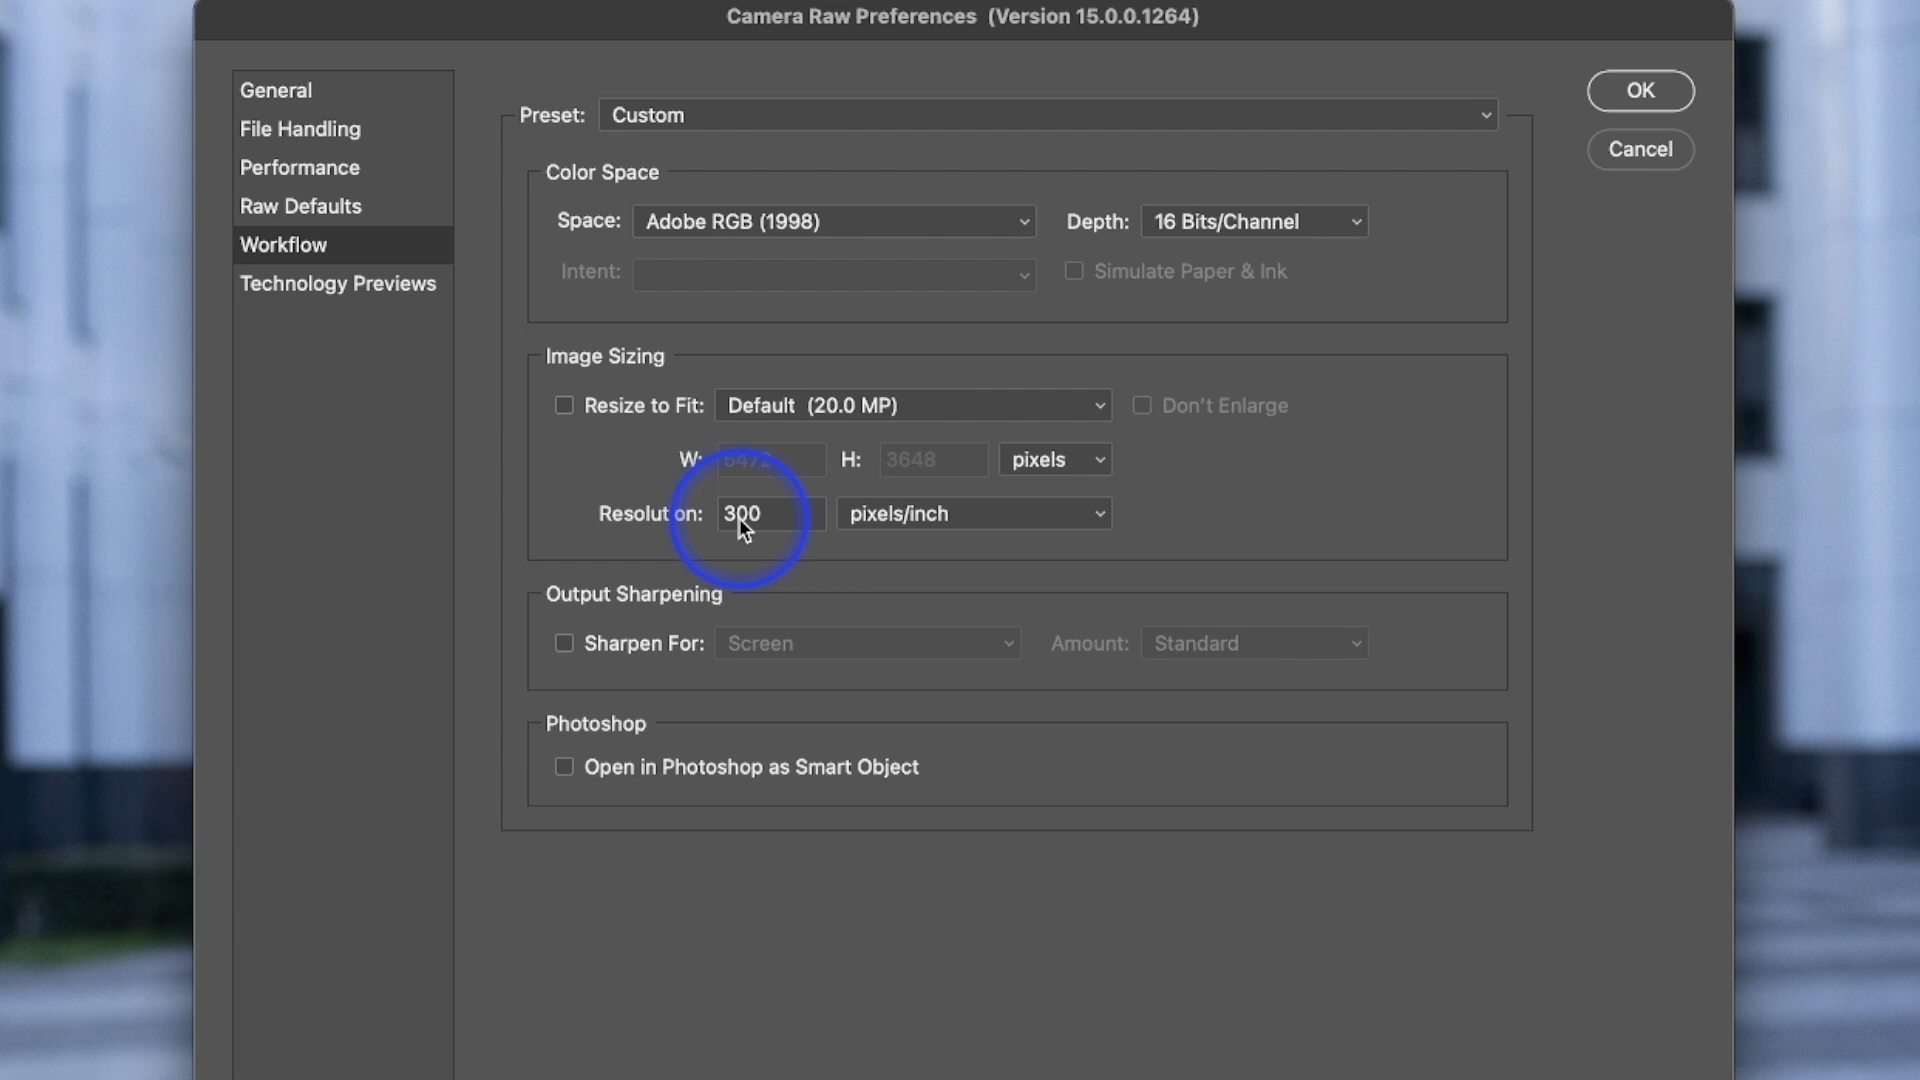 Camera Raw Preferences (Version 15.0.0.1264)
General
File Handling
Performance
Raw Defaults
Workflow
Technology Previews
OK
Cancel
Preset: Custom
Color Space
Space: Adobe RGB (1998) Depth: 16 Bits/Channel
Intent: Simulate Paper & Ink
Image Sizing
Resize to Fit: Default (20.0 MP) Don't Enlarge
W: 5472 H: 3648 pixels
Resolution: 300 pixels/inch
Output Sharpening
Sharpen For: Screen Amount: Standard
Photoshop
Open in Photoshop as Smart Object